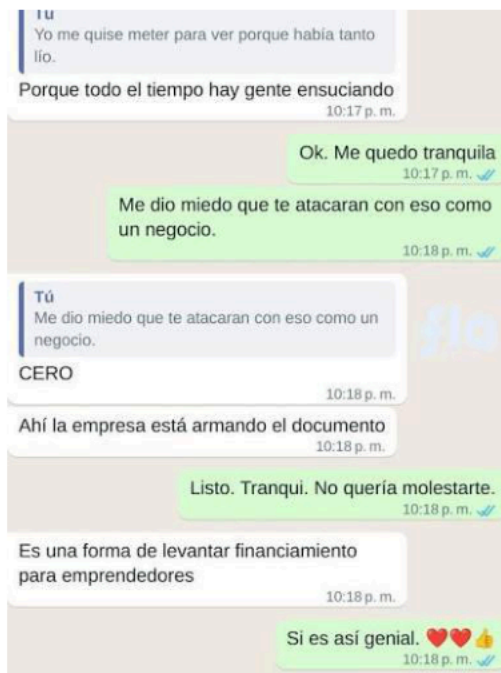 Tú
Yo me quise meter para ver porque había tanto
lío.
Porque todo el tiempo hay gente ensuciando
10:17 p. m.
Ok. Me quedo tranquila
10:17 p. m.
Me dio miedo que te atacaran con eso como
un negocio.
10:18 p. m.
Tú
Me dio miedo que te atacaran con eso como un
negocio.
CERO
10:18 p. m.
Ahí la empresa está armando el documento
10:18 p. m.
Listo. Tranqui. No quería molestarte.
10:18 p. m.
Es una forma de levantar financiamiento
para emprendedores
10:18 p. m.
Si es así genial. ❤️❤️👍
10:18 p. m.